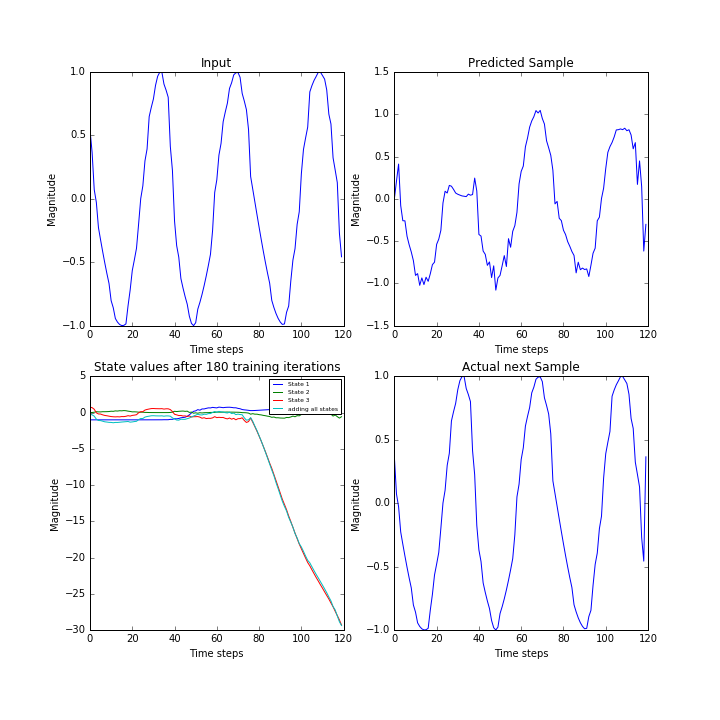 Input
Magnitude
1.0
0.5
0.0
−0.5
−1.0
0 20 40 60 80 100 120
Time steps
Predicted Sample
Magnitude
1.5
1.0
0.5
0.0
−0.5
−1.0
−1.5
0 20 40 60 80 100 120
Time steps
State values after 180 training iterations
Magnitude
5
0
−5
−10
−15
−20
−25
−30
0 20 40 60 80 100 120
Time steps
State 1
State 2
State 3
adding all states
Actual next Sample
Magnitude
1.0
0.5
0.0
−0.5
−1.0
0 20 40 60 80 100 120
Time steps